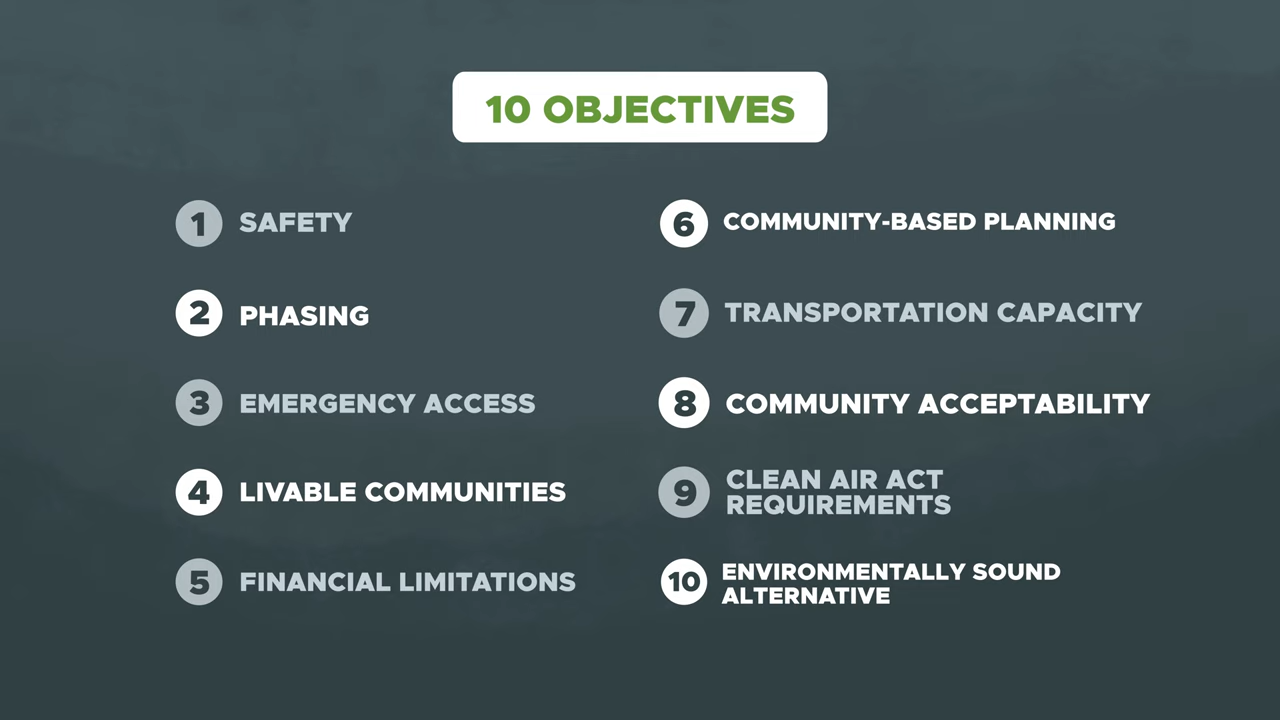 10 OBJECTIVES
1 SAFETY
2 PHASING
3 EMERGENCY ACCESS
4 LIVABLE COMMUNITIES
5 FINANCIAL LIMITATIONS
6 COMMUNITY-BASED PLANNING
7 TRANSPORTATION CAPACITY
8 COMMUNITY ACCEPTABILITY
9 CLEAN AIR ACT
REQUIREMENTS
10 ENVIRONMENTALLY SOUND
ALTERNATIVE